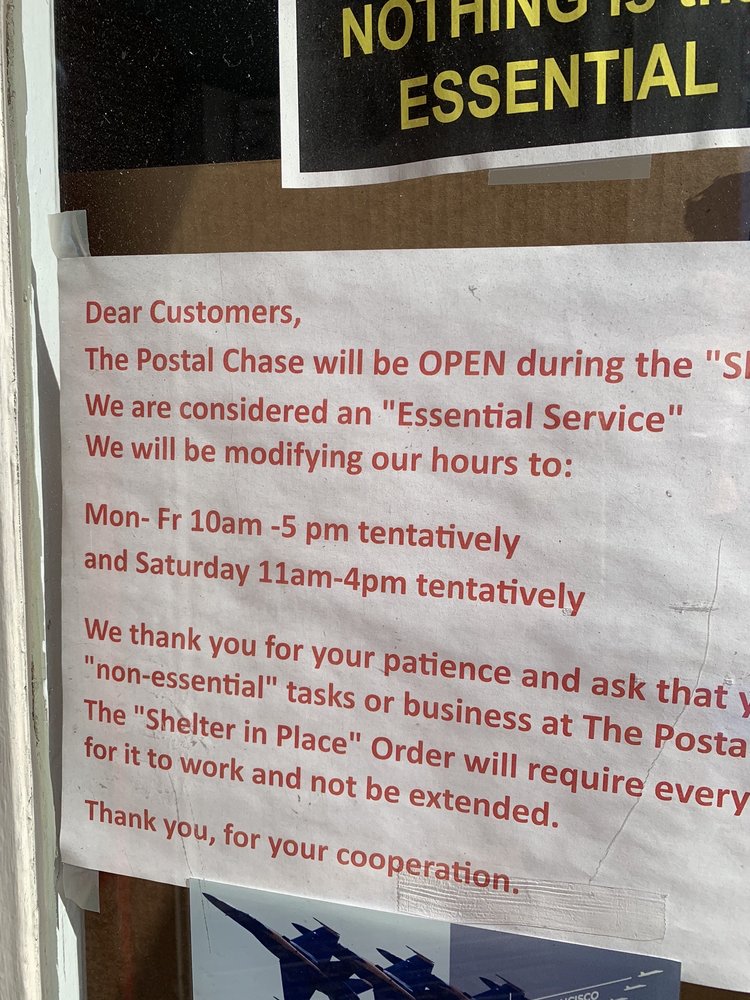 NOTHING is
ESSENTIAL
Dear Customers,
The Postal Chase will be OPEN during the
We are considered an "Essential Service"
We will be modifying our hours to:
Mon- Fr 10am -5 pm tentatively
and Saturday 11am-4pm tentatively
We thank you for your patience and ask that
"non-essential" tasks or business at The
The "Shelter in Place" Order will require
for it to work and not be extended.
Thank you, for your cooperation.